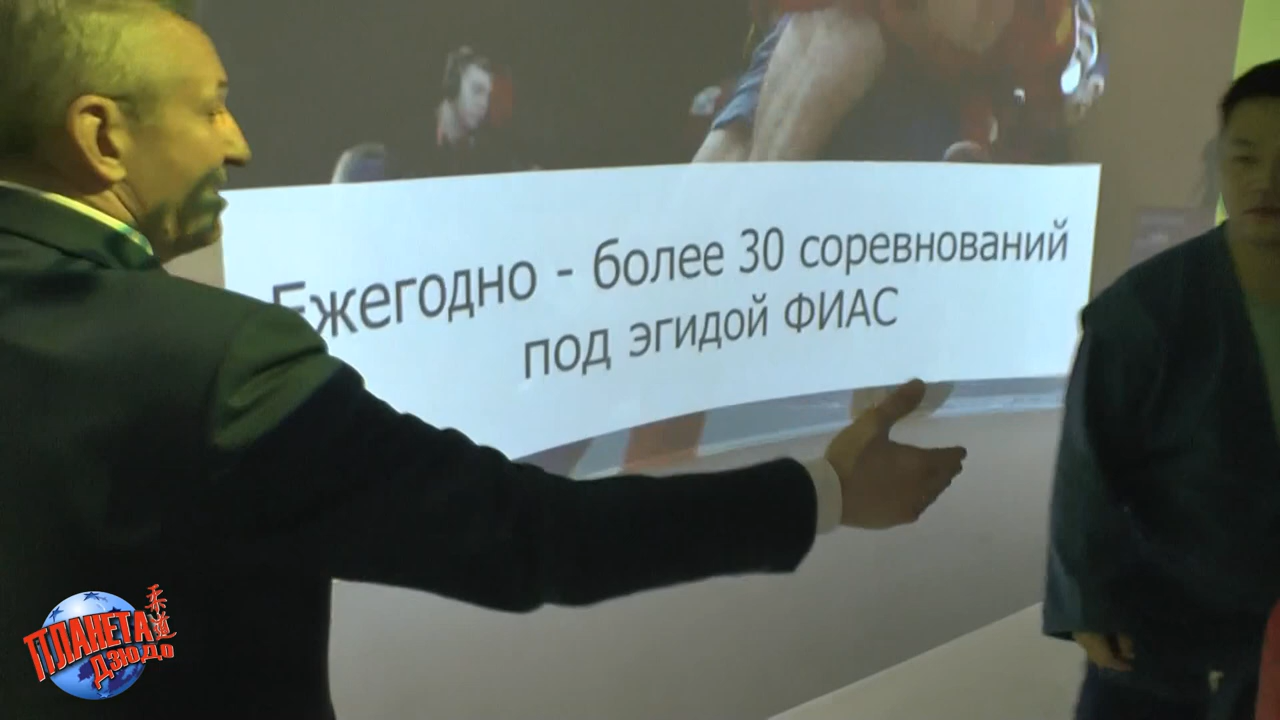 Ежегодно - более 30 соревнований
под эгидой ФИАС
ПЛАНЕТА
ДЗЮДО
柔道